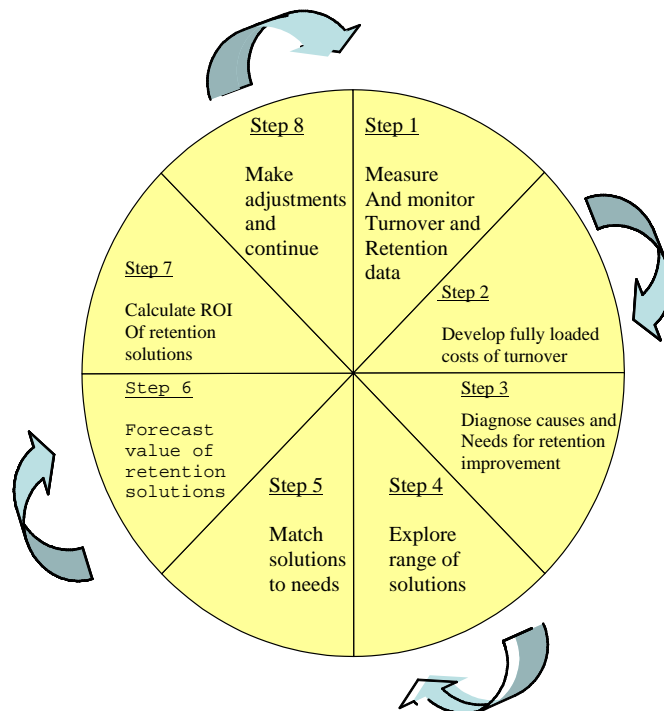 Step 1
Measure
And monitor
Turnover and
Retention
data
Step 2
Develop fully loaded
costs of turnover
Step 3
Diagnose causes and
Needs for retention
improvement
Step 4
Explore
range of
solutions
Step 5
Match
solutions
to needs
Step 6
Forecast
value of
retention
solutions
Step 7
Calculate ROI
Of retention
solutions
Step 8
Make
adjustments
and
continue